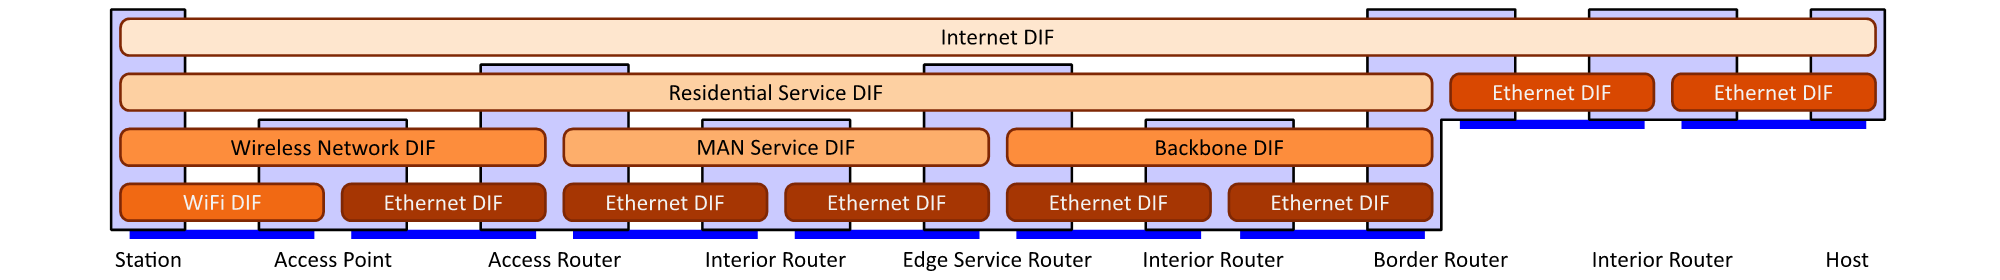 Internet DIF
Residential Service DIF
Ethernet DIF
Ethernet DIF
Wireless Network DIF
MAN Service DIF
Backbone DIF
WiFi DIF
Ethernet DIF
Ethernet DIF
Ethernet DIF
Ethernet DIF
Ethernet DIF
Station
Access Point
Access Router
Interior Router
Edge Service Router
Interior Router
Border Router
Interior Router
Host